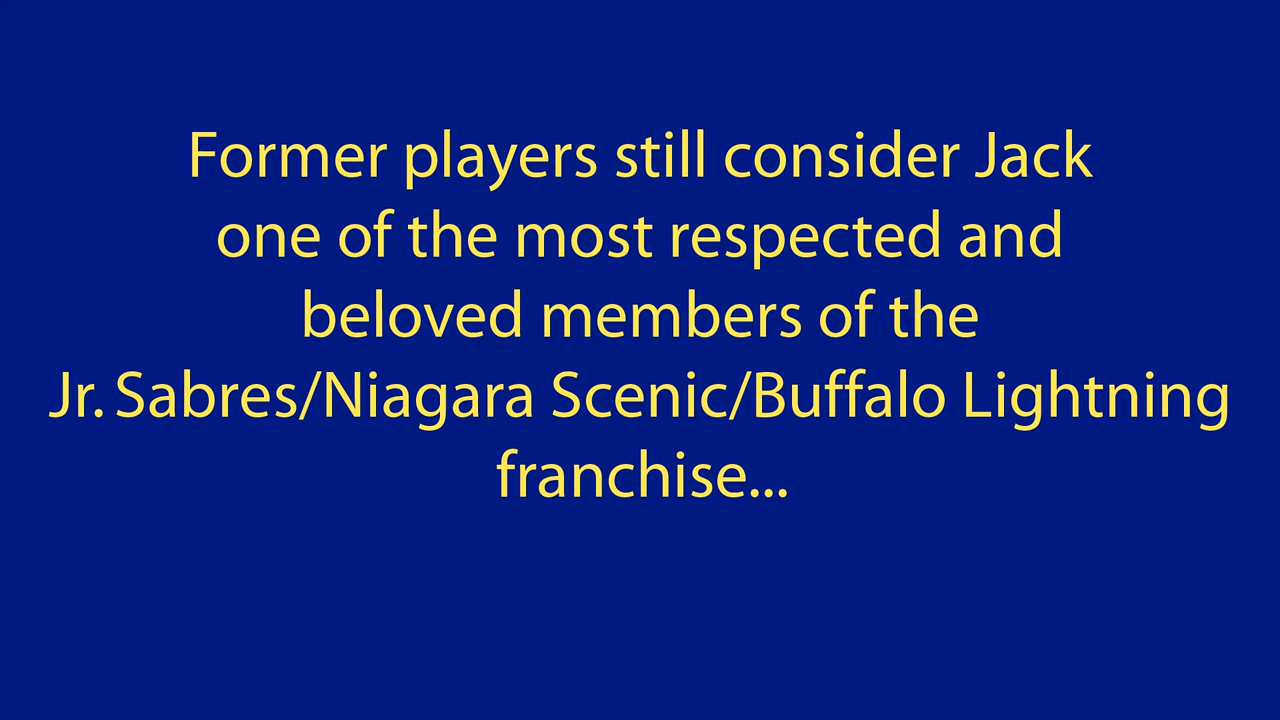 Former players still consider Jack
one of the most respected and
beloved members of the
Jr. Sabres/Niagara Scenic/Buffalo Lightning
franchise...